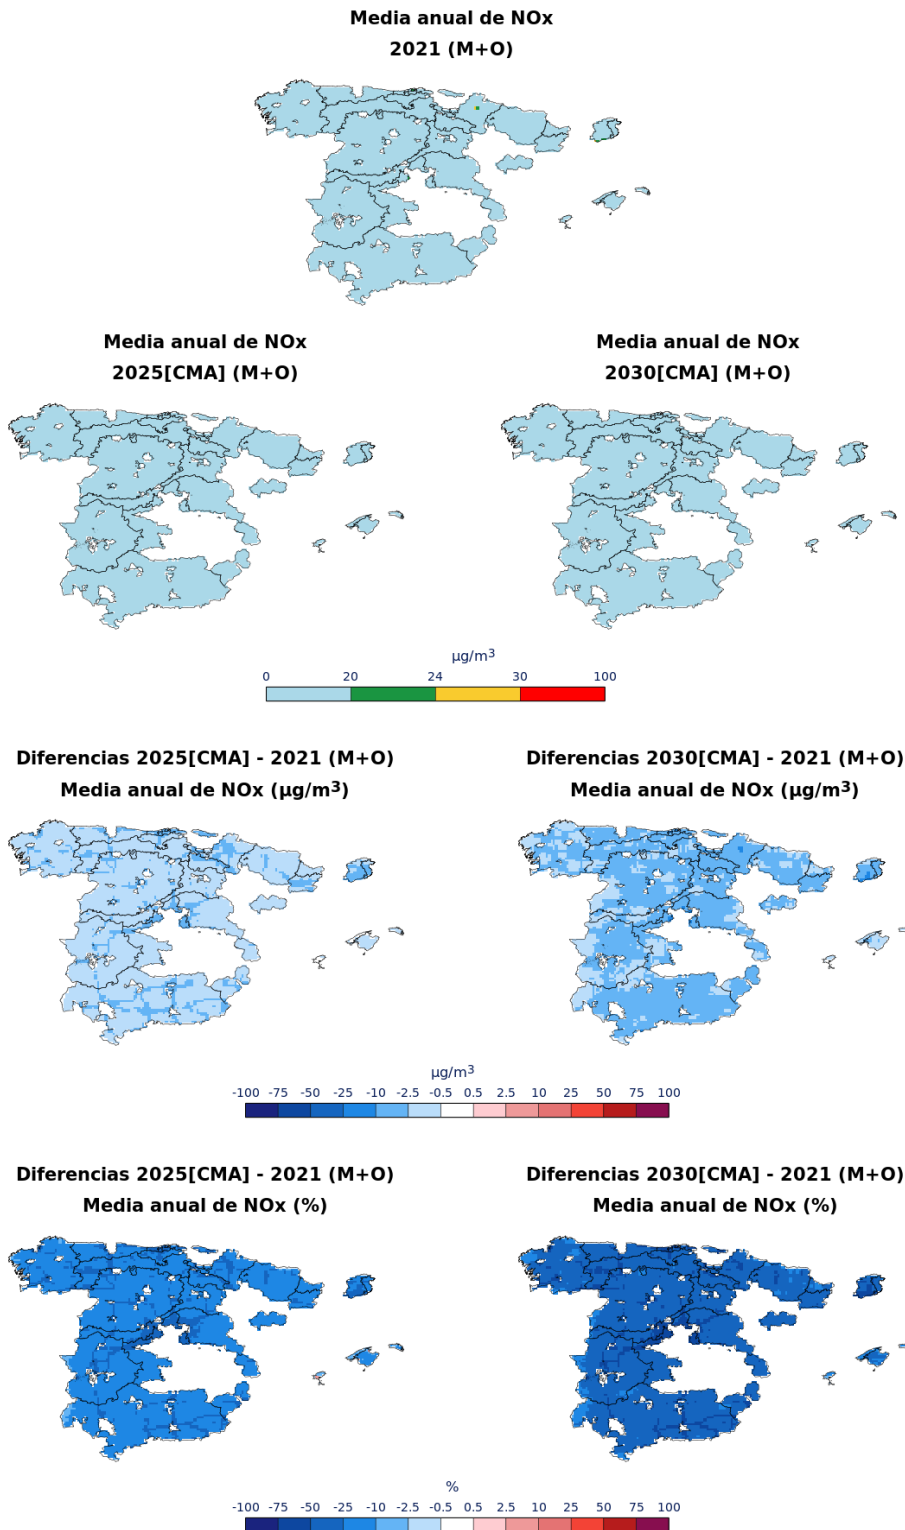 Media anual de NOx
2021 (M+O)
Media anual de NOx
2025[CMA] (M+O)
Media anual de NOx
2030[CMA] (M+O)
µg/m³
0 20 24 30 100
Diferencias 2025[CMA] - 2021 (M+O)
Media anual de NOx (µg/m³)
Diferencias 2030[CMA] - 2021 (M+O)
Media anual de NOx (µg/m³)
µg/m³
-100 -75 -50 -25 -10 -2.5 -0.5 0.5 2.5 10 25 50 75 100
Diferencias 2025[CMA] - 2021 (M+O)
Media anual de NOx (%)
Diferencias 2030[CMA] - 2021 (M+O)
Media anual de NOx (%)
%
-100 -75 -50 -25 -10 -2.5 -0.5 0.5 2.5 10 25 50 75 100